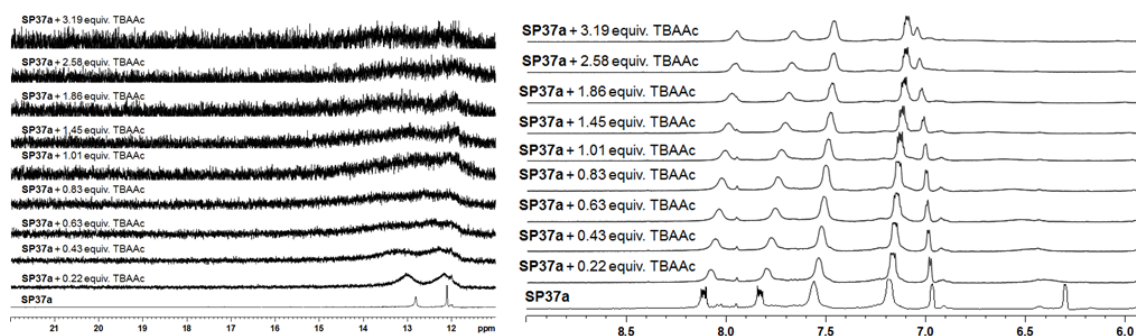 SP37a + 3.19 equiv. TBAAc
SP37a + 2.58 equiv. TBAAc
SP37a + 1.86 equiv. TBAAc
SP37a + 1.45 equiv. TBAAc
SP37a + 1.01 equiv. TBAAc
SP37a + 0.83 equiv. TBAAc
SP37a + 0.63 equiv. TBAAc
SP37a + 0.43 equiv. TBAAc
SP37a + 0.22 equiv. TBAAc
SP37a
21 20 19 18 17 16 15 14 13 12 ppm
SP37a + 3.19 equiv. TBAAc
SP37a + 2.58 equiv. TBAAc
SP37a + 1.86 equiv. TBAAc
SP37a + 1.45 equiv. TBAAc
SP37a + 1.01 equiv. TBAAc
SP37a + 0.83 equiv. TBAAc
SP37a + 0.63 equiv. TBAAc
SP37a + 0.43 equiv. TBAAc
SP37a + 0.22 equiv. TBAAc
SP37a
8.5 8.0 7.5 7.0 6.5 6.0